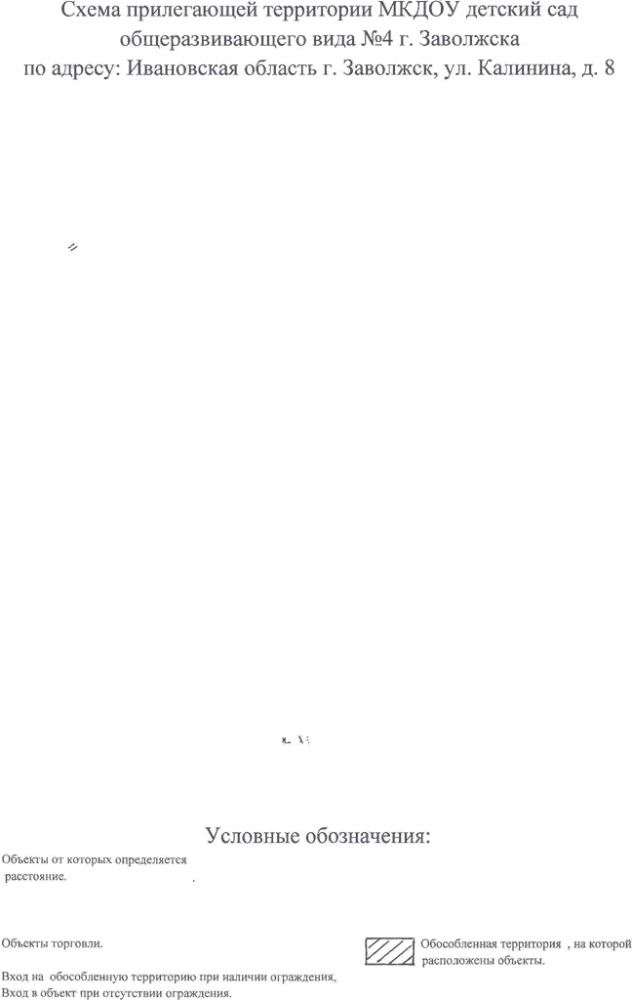 Схема прилегающей территории МКДОУ детский сад
общеразвивающего вида №4 г. Заволжска
по адресу: Ивановская область г. Заволжск, ул. Калинина, д. 8
Условные обозначения:
Объекты от которых определяется
расстояние.
Объекты торговли.
Обособленная территория , на которой
расположены объекты.
Вход на обособленную территорию при наличии ограждения,
Вход в объект при отсутствии ограждения.